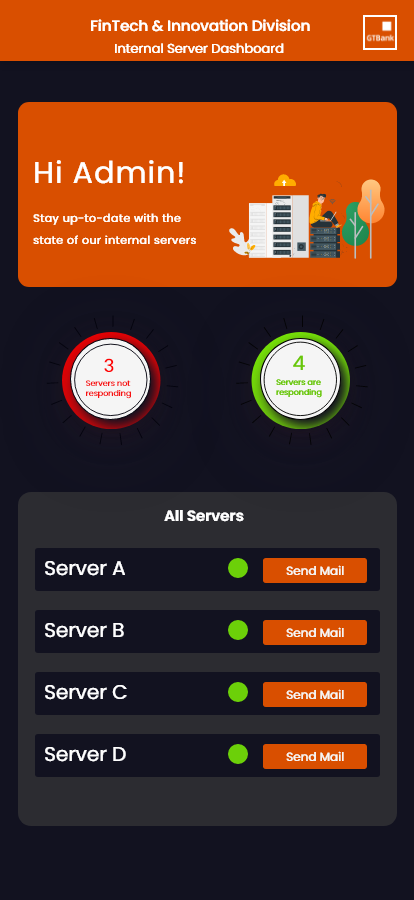 FinTech & Innovation Division
Internal Server Dashboard
GTBank
Hi Admin!
Stay up-to-date with the
state of our internal servers
3
Servers not
responding
4
Servers are
responding
All Servers
Server A
Send Mail
Server B
Send Mail
Server C
Send Mail
Server D
Send Mail